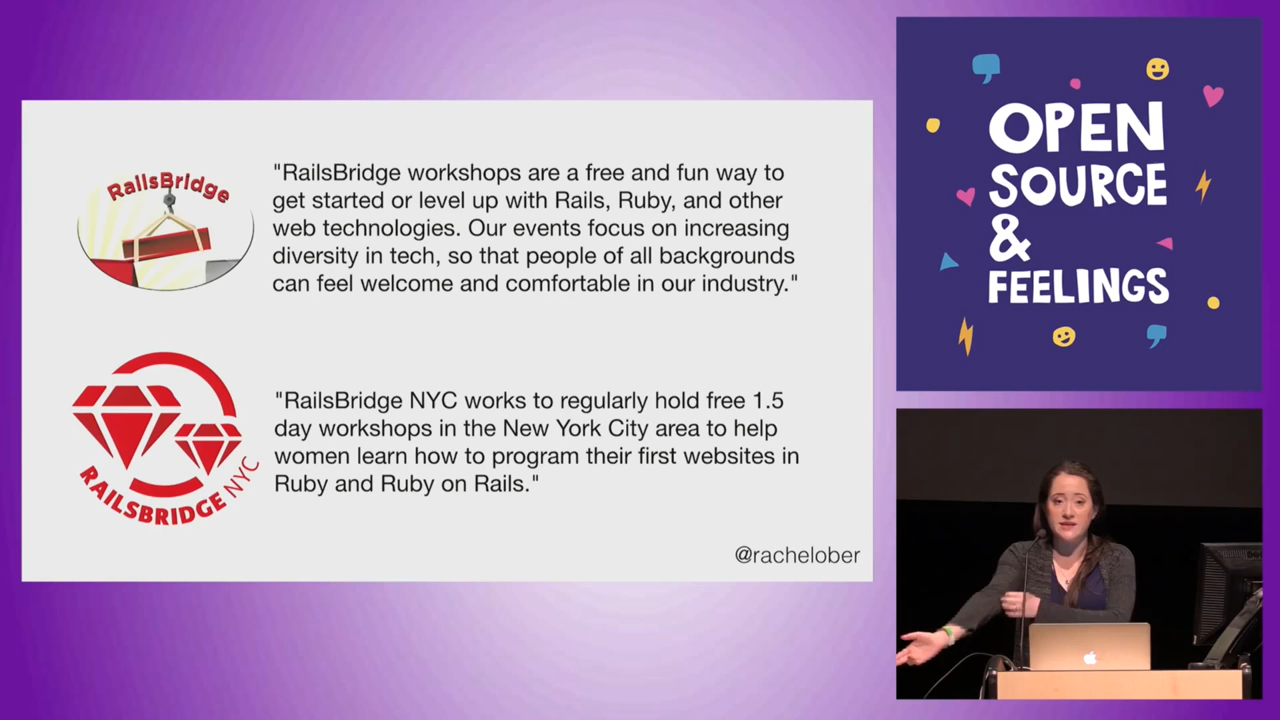 RailsBridge
"RailsBridge workshops are a free and fun way to
get started or level up with Rails, Ruby, and other
web technologies. Our events focus on increasing
diversity in tech, so that people of all backgrounds
can feel welcome and comfortable in our industry."
RAILSBRIDGE NYC
"RailsBridge NYC works to regularly hold free 1.5
day workshops in the New York City area to help
women learn how to program their first websites in
Ruby and Ruby on Rails."
@rachelober
OPEN
SOURCE
&
FEELINGS